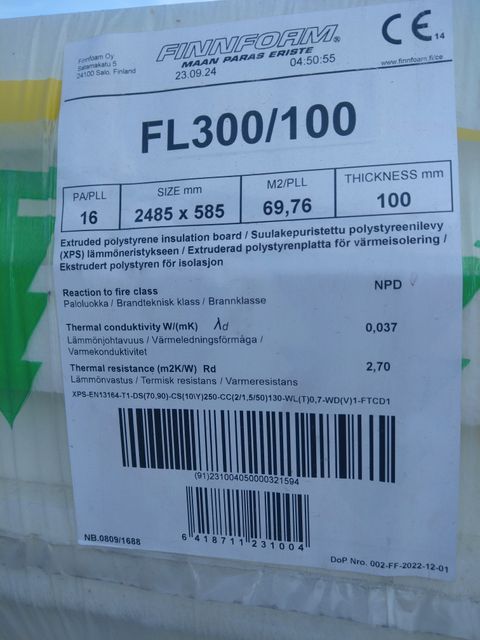 Finnfoam Oy
Satamakatu 5
24100 Salo, Finland
FINNFOAM®
MAAN PARAS ERISTE
23.09.24 04:50:55
CE 14
www.finnfoam.fi/ce
FL300/100
PA/PLL SIZE mm M2/PLL THICKNESS mm
16 2485 x 585 69,76 100
Extruded polystyrene insulation board / Suulakepuristettu polystyreenilevy
(XPS) lämmöneristykseen / Extruderad polystyrenplatta för värmeisolering /
Ekstrudert polystyren för isolasjon
Reaction to fire class NPD
Paloluokka / Brandteknisk klass / Brannklasse
Thermal conductivity W/(mK) λd 0,037
Lämmönjohtavuus / Värmeledningsförmåga /
Varmekonduktivitet
Thermal resistance (m2K/W) Rd 2,70
Lämmönvastus / Termisk resistans / Varmeresistans
XPS-EN13164-T1-DS(70,90)-CS(10\Y)250-CC(2/1,5/50)130-WL(T)0,7-WD(V)1-FTCD1
(91)231004050000321594
6 418711 231004
NB.0809/1688
DoP Nro. 002-FF-2022-12-01